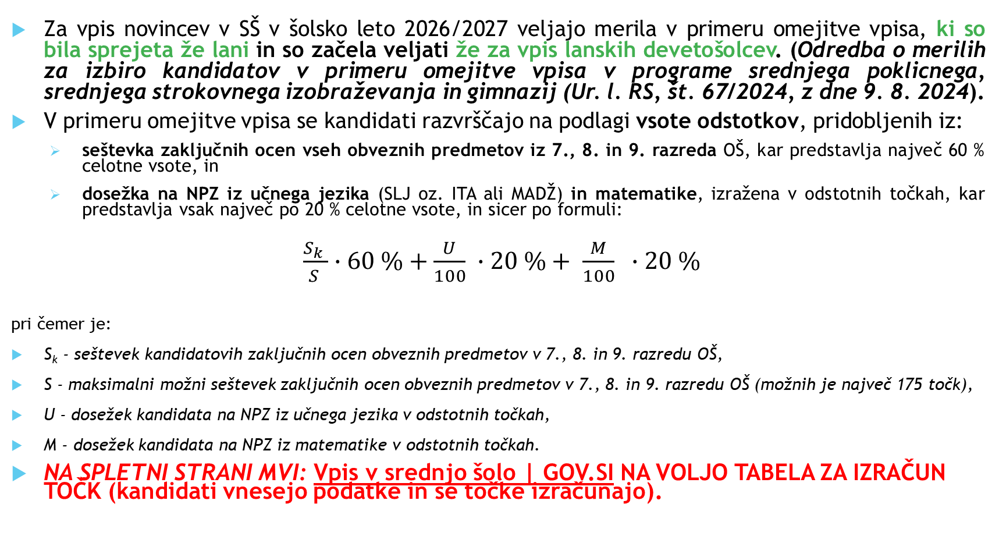 Za vpis novincev v SŠ v šolsko leto 2026/2027 veljajo merila v primeru omejitve vpisa, ki so
bila sprejeta že lani in so začela veljati že za vpis lanskih devetošolcev. (Odredba o merilih
za izbiro kandidatov v primeru omejitve vpisa v programe srednjega poklicnega,
srednjega strokovnega izobraževanja in gimnazij (Ur. l. RS, št. 67/2024, z dne 9. 8. 2024).
V primeru omejitve vpisa se kandidati razvrščajo na podlagi vsote odstotkov, pridobljenih iz:
seštevka zaključnih ocen vseh obveznih predmetov iz 7., 8. in 9. razreda OŠ, kar predstavlja največ 60 %
celotne vsote, in
dosežka na NPZ iz učnega jezika (SLJ oz. ITA ali MADŽ) in matematike, izražena v odstotnih točkah, kar
predstavlja vsak največ po 20 % celotne vsote, in sicer po formuli:
S_k/S · 60 % + U/100 · 20 % + M/100 · 20 %
pri čemer je:
S_k - seštevek kandidatovih zaključnih ocen obveznih predmetov v 7., 8. in 9. razredu OŠ,
S - maksimalni možni seštevek zaključnih ocen obveznih predmetov v 7., 8. in 9. razredu OŠ (možnih je največ 175 točk),
U - dosežek kandidata na NPZ iz učnega jezika v odstotnih točkah,
M - dosežek kandidata na NPZ iz matematike v odstotnih točkah.
NA SPLETNI STRANI MVI: Vpis v srednjo šolo | GOV.SI NA VOLJO TABELA ZA IZRAČUN
TOČK (kandidati vnesejo podatke in se točke izračunajo).